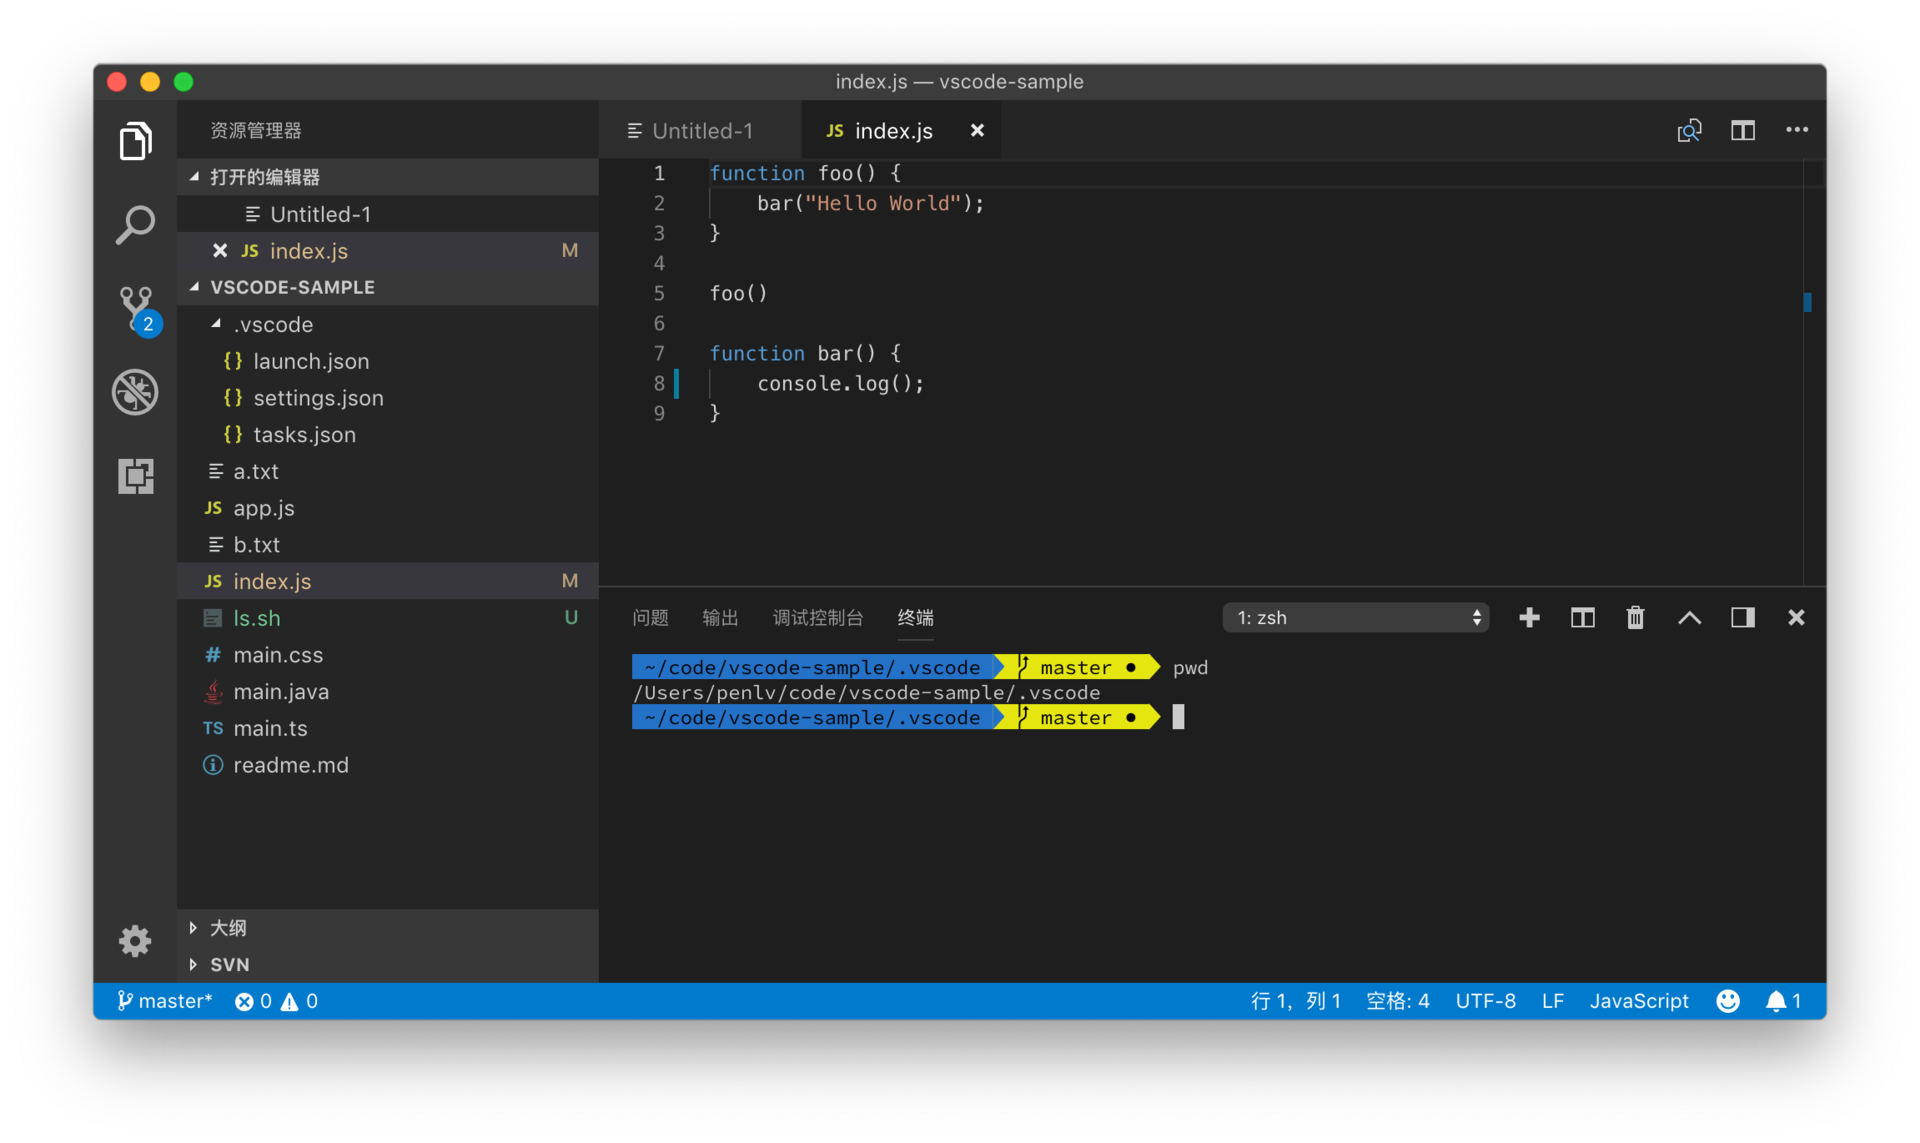 index.js — vscode-sample
资源管理器
打开的编辑器
Untitled-1
JS index.js M
VSCODE-SAMPLE
.vscode
{} launch.json
{} settings.json
{} tasks.json
a.txt
JS app.js
b.txt
JS index.js M
ls.sh U
# main.css
main.java
TS main.ts
readme.md
大纲
SVN
2
Untitled-1
JS index.js
1 function foo() {
2 bar("Hello World");
3 }
4
5 foo()
6
7 function bar() {
8 console.log();
9 }
问题 输出 调试控制台 终端
1: zsh
~/code/vscode-sample/.vscode master ● pwd
/Users/penlv/code/vscode-sample/.vscode
~/code/vscode-sample/.vscode master ●
master* 0 0 行 1, 列 1 空格: 4 UTF-8 LF JavaScript 1